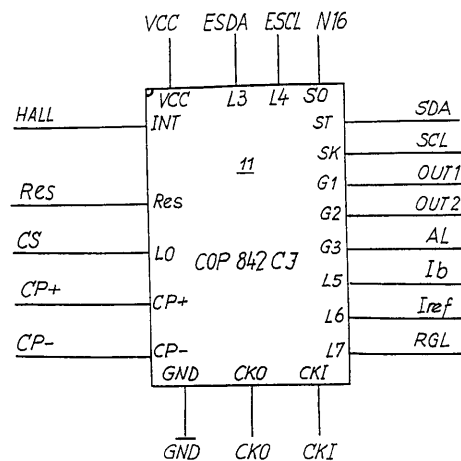 VCC ESDA ESCL N16
VCC L3 L4 SO
HALL INT ST SDA
11 SK SCL
G1 OUT1
Res Res G2 OUT2
G3 AL
CS LO COP 842 CJ
L5 Ib
CP+ CP+ L6 Iref
CP- CP- L7 RGL
GND CKO CKI
GND CKO CKI